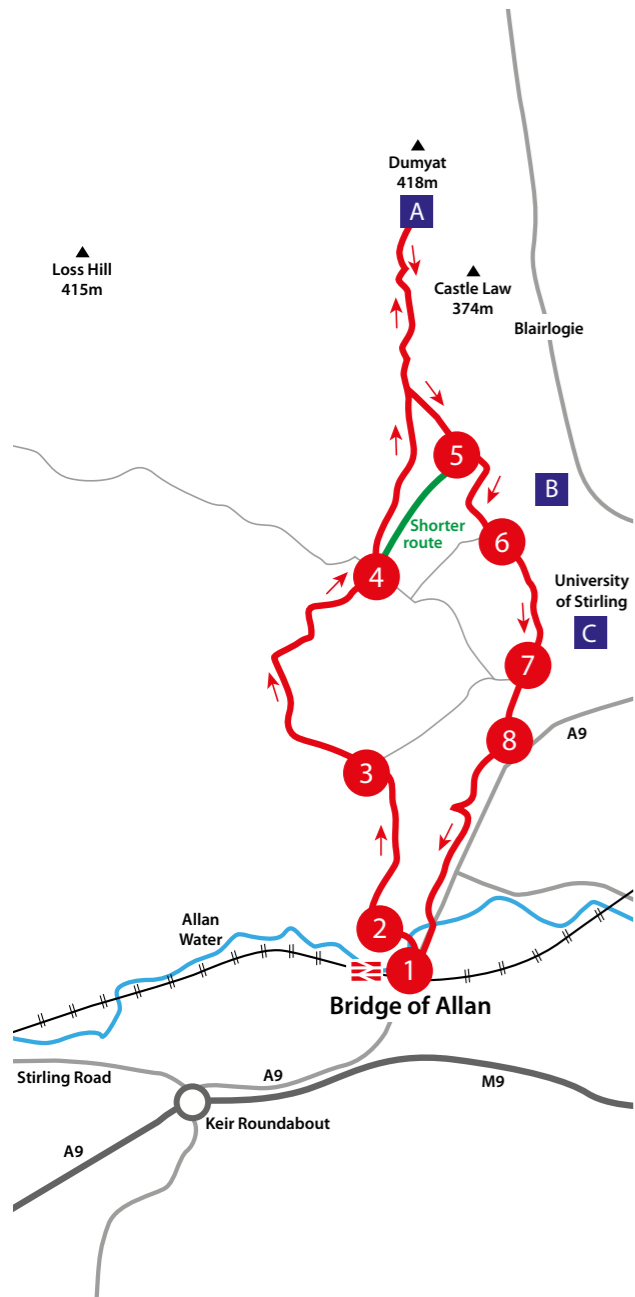 Dumyat
418m
A
Loss Hill
415m
Castle Law
374m
Blairlogie
5
B
Shorter
route
6
4
University
of Stirling
C
7
8
A9
3
Allan
Water
2
1
Bridge of Allan
Stirling Road
A9
M9
Keir Roundabout
A9